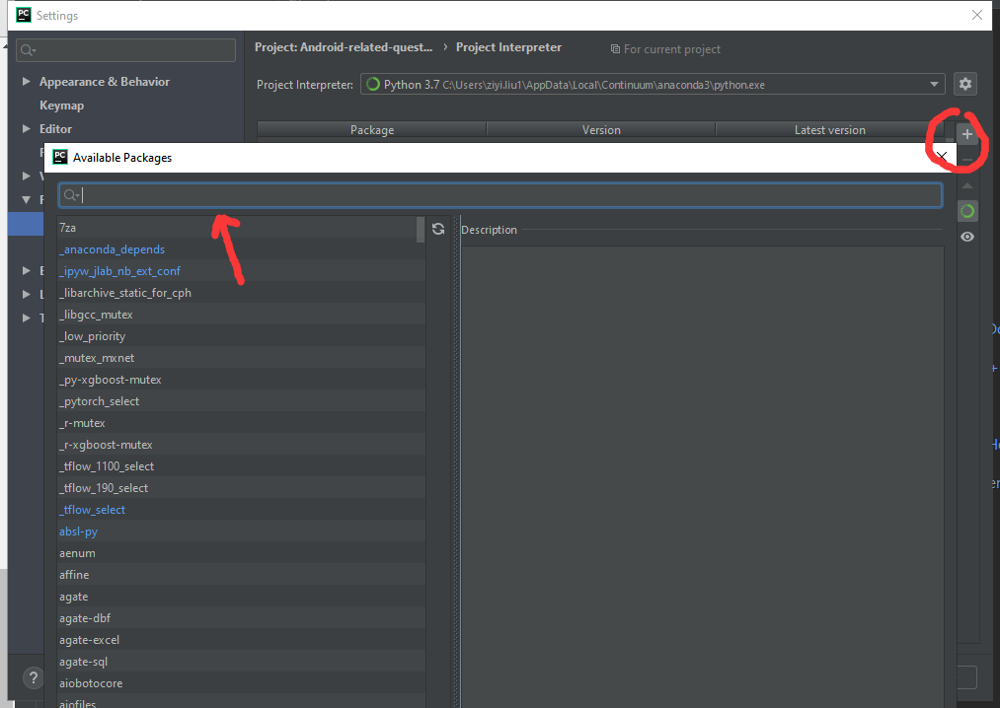 PC Settings
Project: Android-related-quest... › Project Interpreter For current project
Appearance & Behavior
Project Interpreter: Python 3.7 C:\Users\ziyi.liu1\AppData\Local\Continuum\anaconda3\python.exe
Keymap
Editor
Package Version Latest version
PC Available Packages
7za
Description
_anaconda_depends
_ipyw_jlab_nb_ext_conf
_libarchive_static_for_cph
_libgcc_mutex
_low_priority
_mutex_mxnet
_py-xgboost-mutex
_pytorch_select
_r-mutex
_r-xgboost-mutex
_tflow_1100_select
_tflow_190_select
_tflow_select
absl-py
aenum
affine
agate
agate-dbf
agate-excel
agate-sql
aiobotocore
aiofiles
?